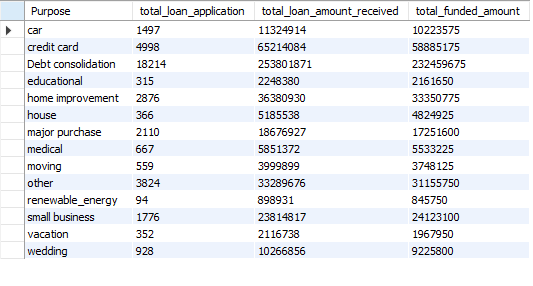 Purpose total_loan_application total_loan_amount_received total_funded_amount
car 1497 11324914 10223575
credit card 4998 65214084 58885175
Debt consolidation 18214 253801871 232459675
educational 315 2248380 2161650
home improvement 2876 36380930 33350775
house 366 5185538 4824925
major purchase 2110 18676927 17251600
medical 667 5851372 5533225
moving 559 3999899 3748125
other 3824 33289676 31155750
renewable_energy 94 898931 845750
small business 1776 23814817 24123100
vacation 352 2116738 1967950
wedding 928 10266856 9225800